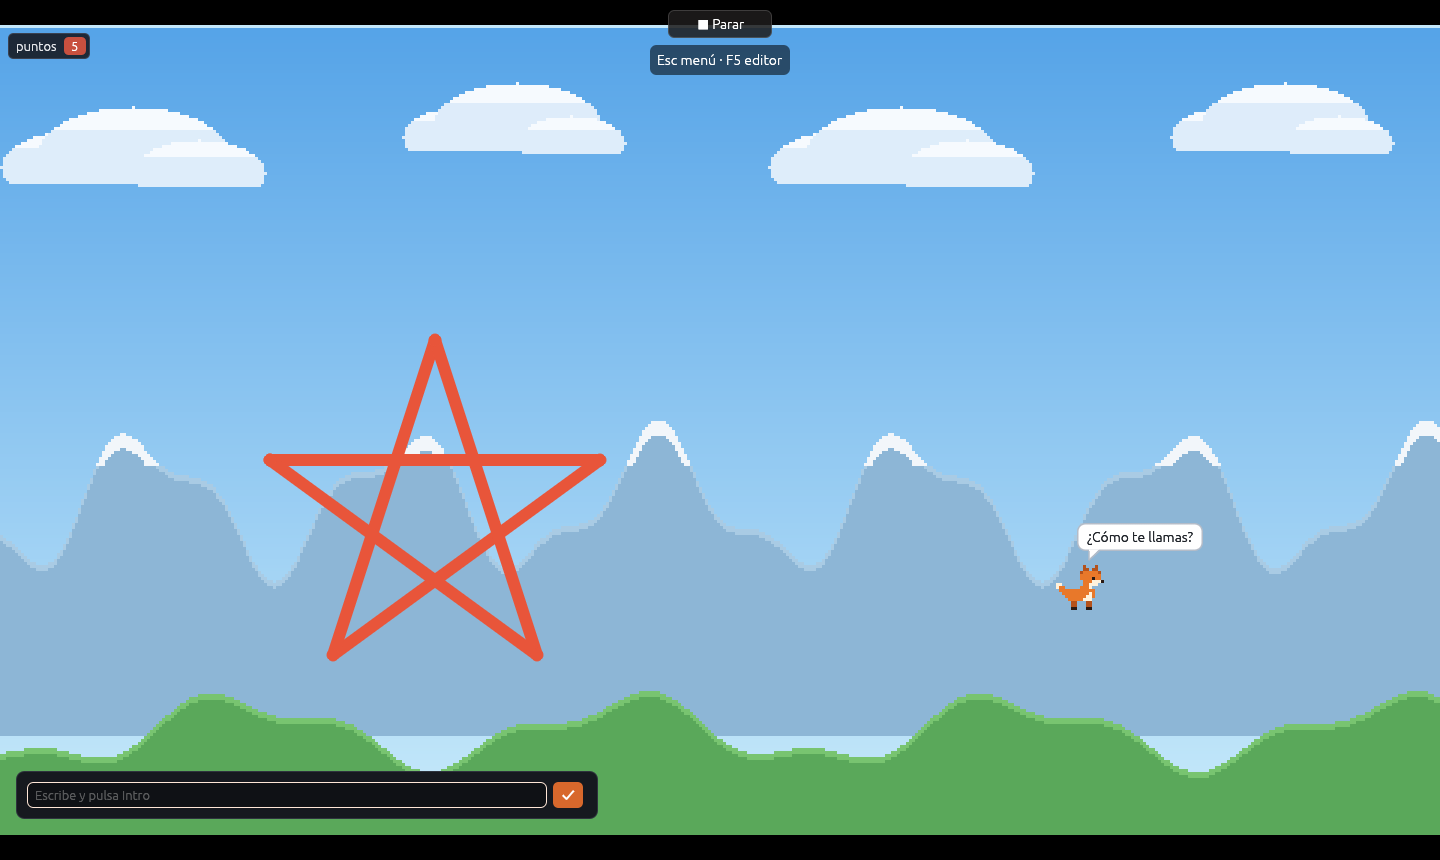 Parar
puntos 5
Esc menú · F5 editor
¿Cómo te llamas?
Escribe y pulsa Intro